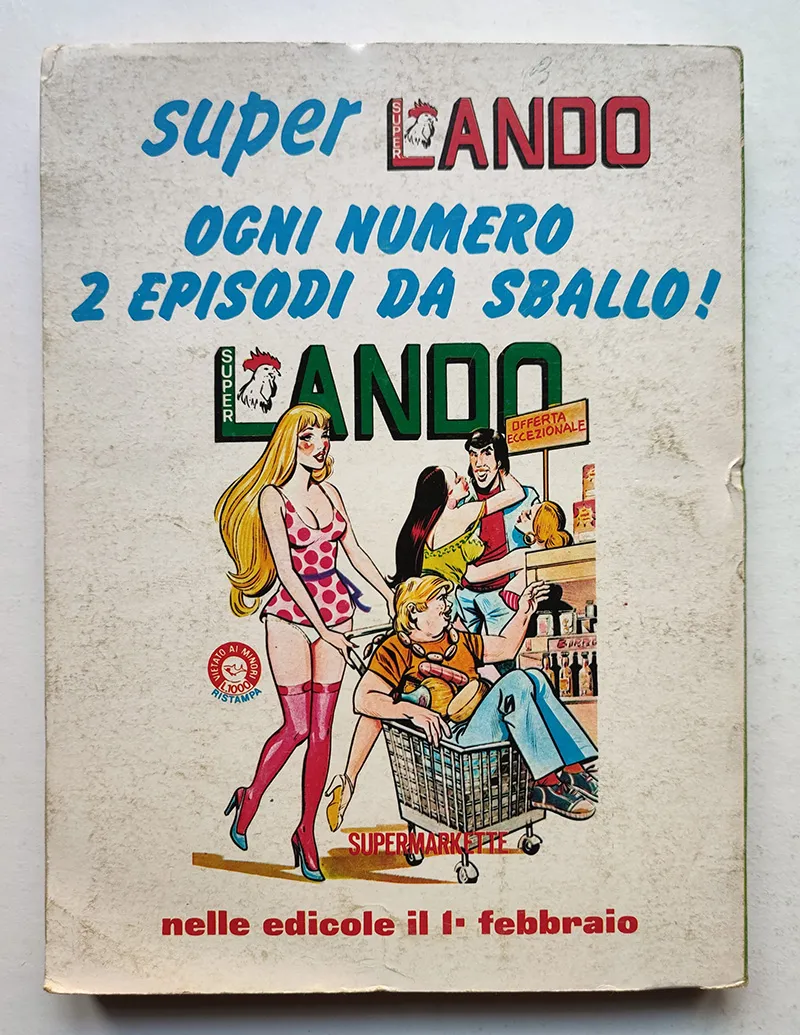 super SUPER LANDO
OGNI NUMERO
2 EPISODI DA SBALLO!
SUPER LANDO
OFFERTA
ECCEZIONALE
VIETATO AI MINORI
L.1000
RISTAMPA
SUPERMARKETTE
nelle edicole il 1° febbraio